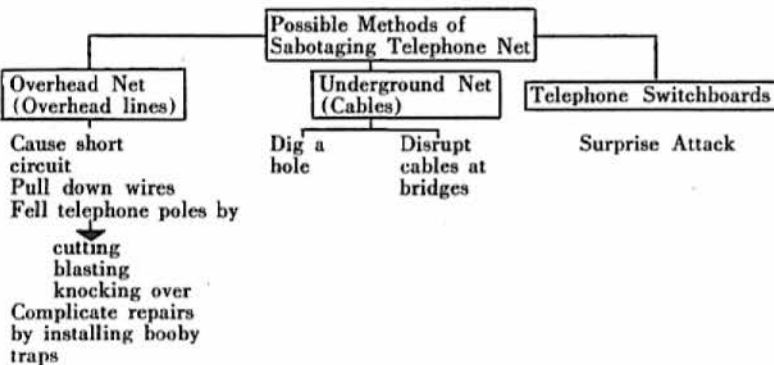 Possible Methods of
Sabotaging Telephone Net
Overhead Net
(Overhead lines)
Cause short
circuit
Pull down wires
Fell telephone poles by
cutting
blasting
knocking over
Complicate repairs
by installing booby
traps
Underground Net
(Cables)
Dig a
hole
Disrupt
cables at
bridges
Telephone Switchboards
Surprise Attack